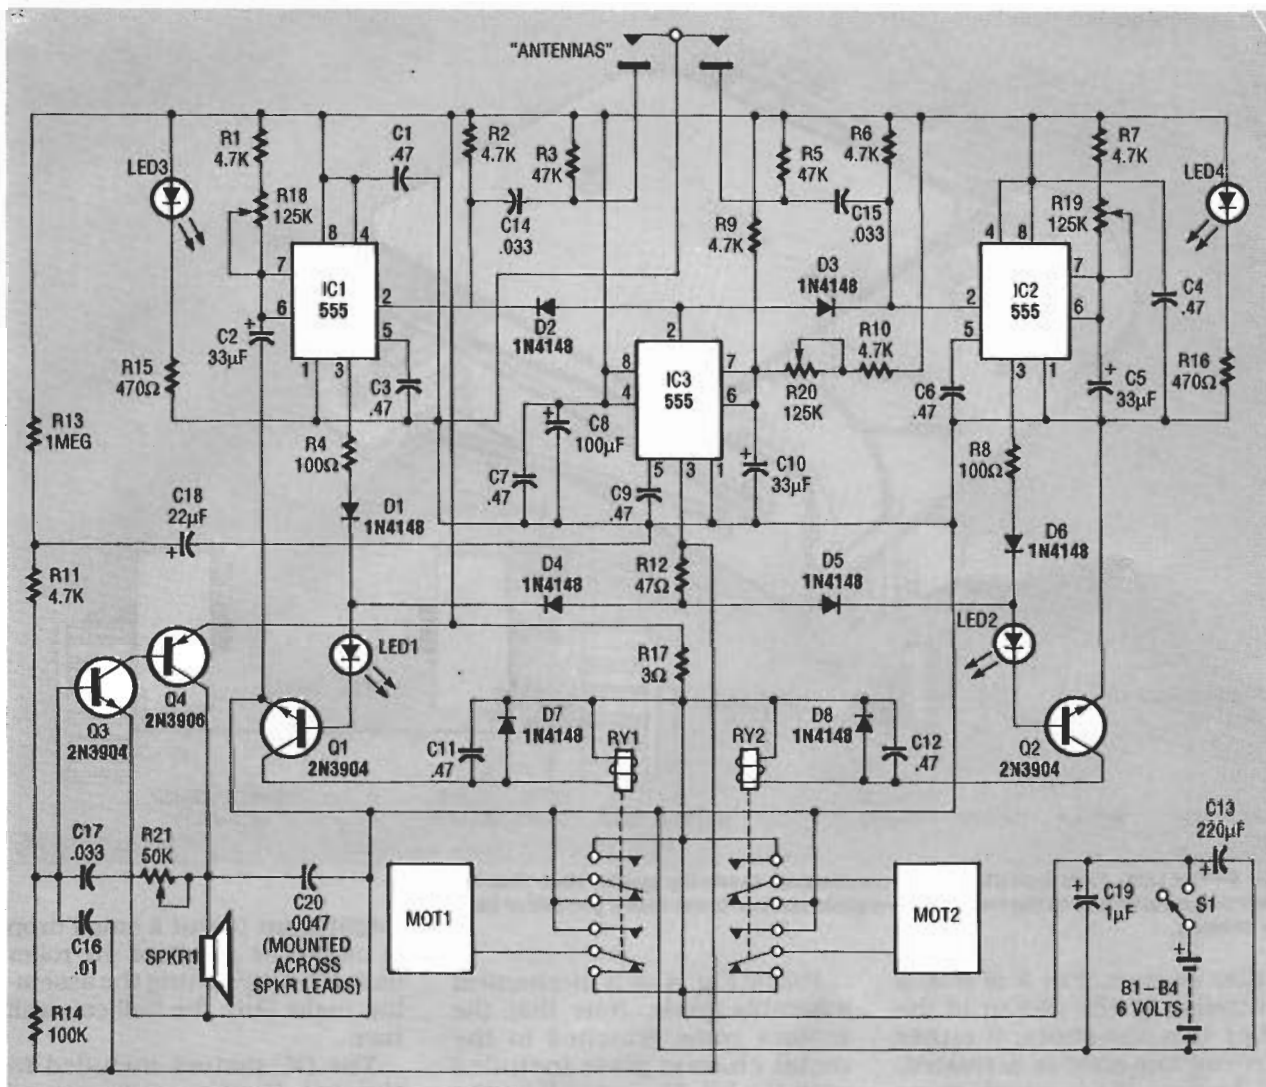 "ANTENNAS"
R1
4.7K
C1
.47
R2
4.7K
R3
47K
R5
47K
R6
4.7K
R7
4.7K
LED3
R18
125K
C14
.033
R9
4.7K
C15
.033
R19
125K
LED4
8
4
7
6
2
5
1
3
IC1
555
C2
33µF
D2
1N4148
D3
1N4148
4
8
7
2
6
5
3
1
IC2
555
C4
.47
R15
470Ω
C3
.47
2
8
7
4
6
5
3
1
IC3
555
R20
125K
R10
4.7K
C6
.47
C5
33µF
R16
470Ω
R13
1MEG
R4
100Ω
C8
100µF
C7
.47
C9
.47
C10
33µF
R8
100Ω
C18
22µF
D1
1N4148
D6
1N4148
R11
4.7K
D4
1N4148
R12
47Ω
D5
1N4148
LED1
LED2
Q4
2N3906
Q3
2N3904
R17
3Ω
Q1
2N3904
C11
.47
D7
1N4148
RY1
RY2
D8
1N4148
C12
.47
Q2
2N3904
C17
.033
R21
50K
C20
.0047
(MOUNTED
ACROSS
SPKR LEADS)
C16
.01
SPKR1
MOT1
MOT2
C13
220µF
C19
1µF
S1
B1–B4
6 VOLTS
R14
100K